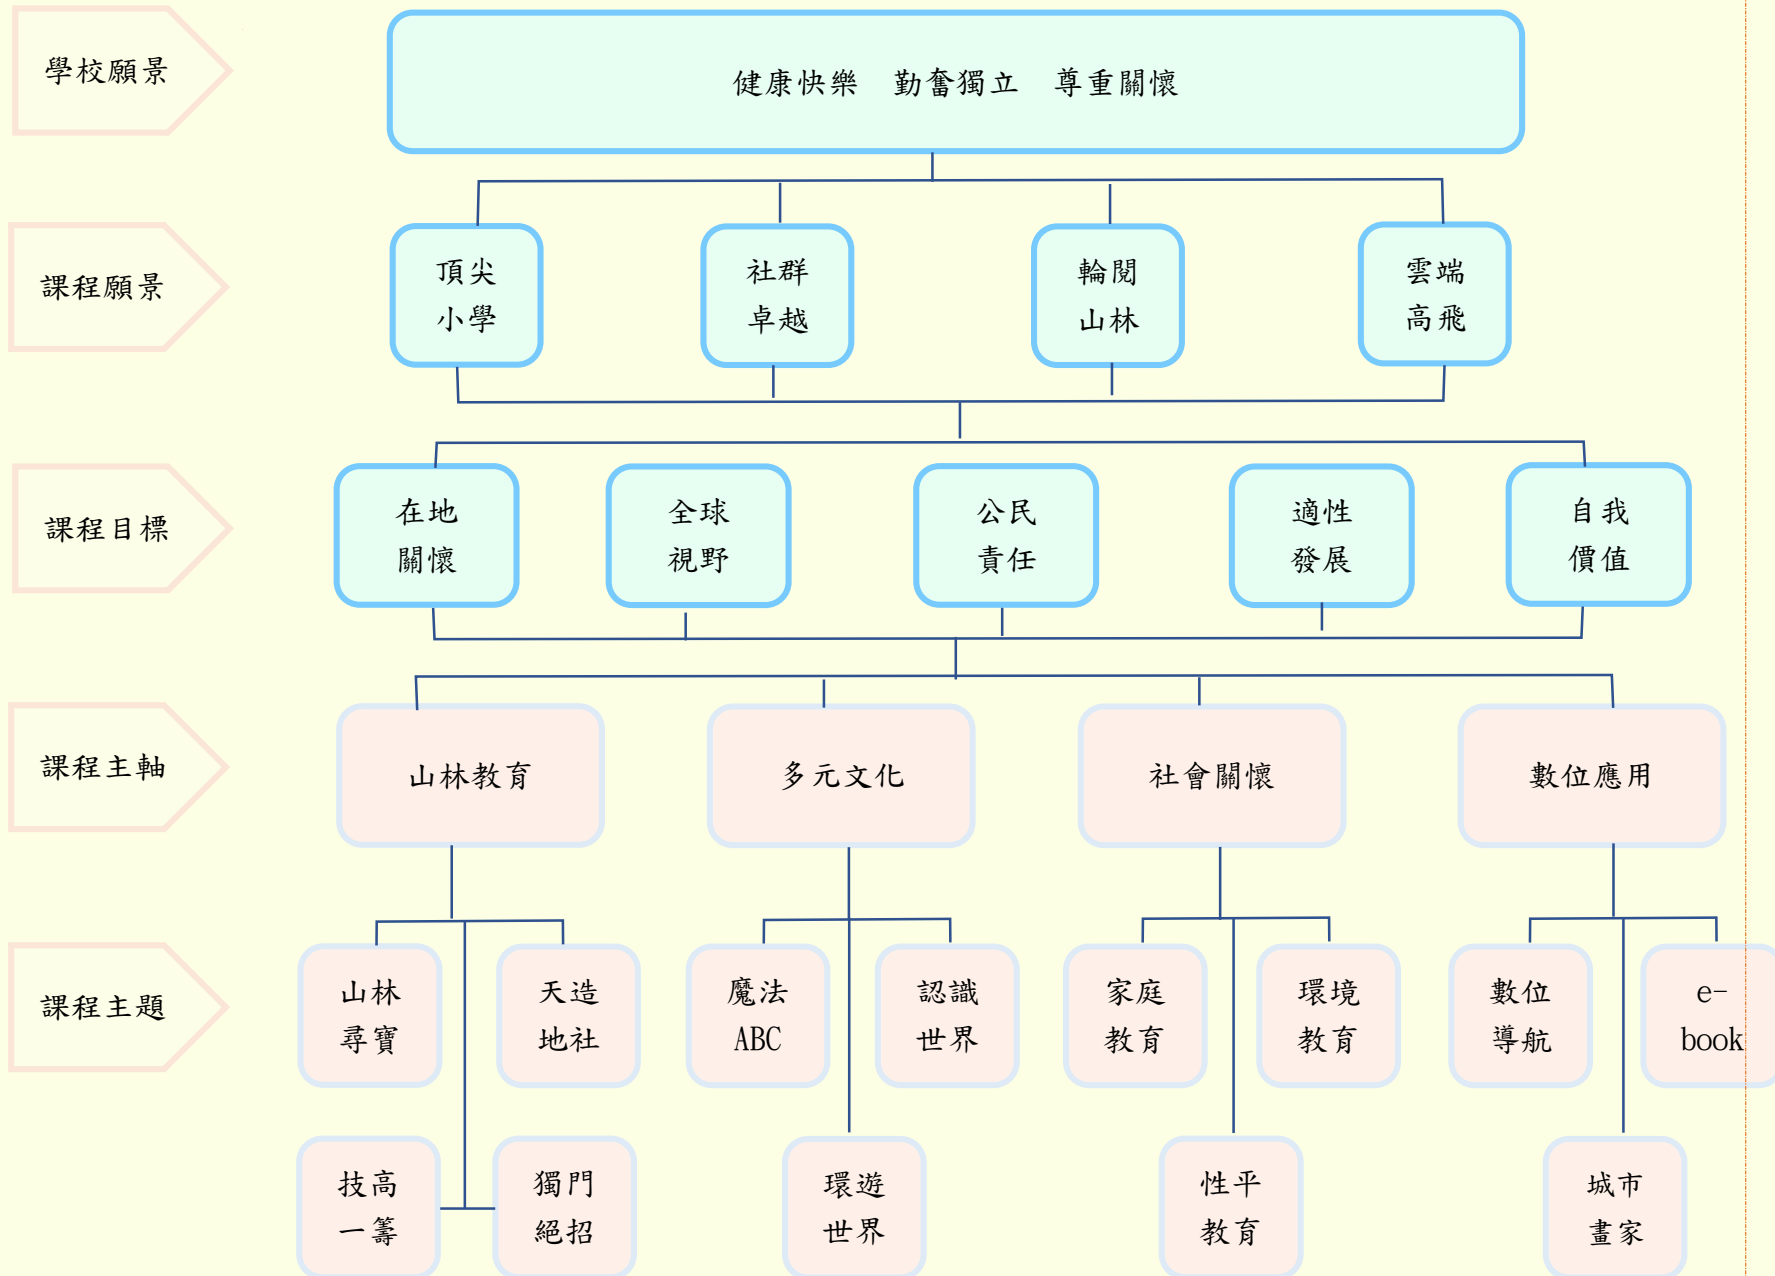 學校願景
健康快樂　勤奮獨立　尊重關懷
課程願景
頂尖
小學
社群
卓越
輪閱
山林
雲端
高飛
課程目標
在地
關懷
全球
視野
公民
責任
適性
發展
自我
價值
課程主軸
山林教育
多元文化
社會關懷
數位應用
課程主題
山林
尋寶
天造
地社
魔法
ABC
認識
世界
家庭
教育
環境
教育
數位
導航
e-
book
技高
一籌
獨門
絕招
環遊
世界
性平
教育
城市
畫家